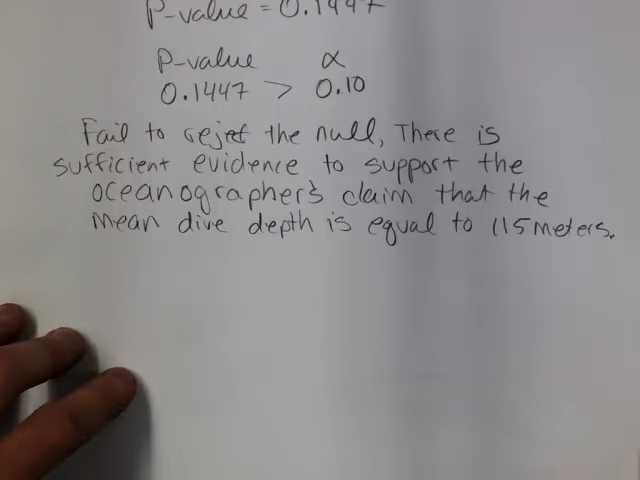 P-value = 0.1447
P-value α
0.1447 > 0.10
Fail to reject the null, There is
sufficient evidence to support the
oceanographer's claim that the
mean dive depth is equal to 115 meters.